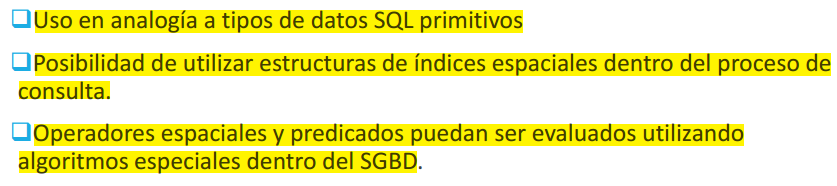 ❑Uso en analogía a tipos de datos SQL primitivos
❑Posibilidad de utilizar estructuras de índices espaciales dentro del proceso de
consulta.
❑Operadores espaciales y predicados puedan ser evaluados utilizando
algoritmos especiales dentro del SGBD.